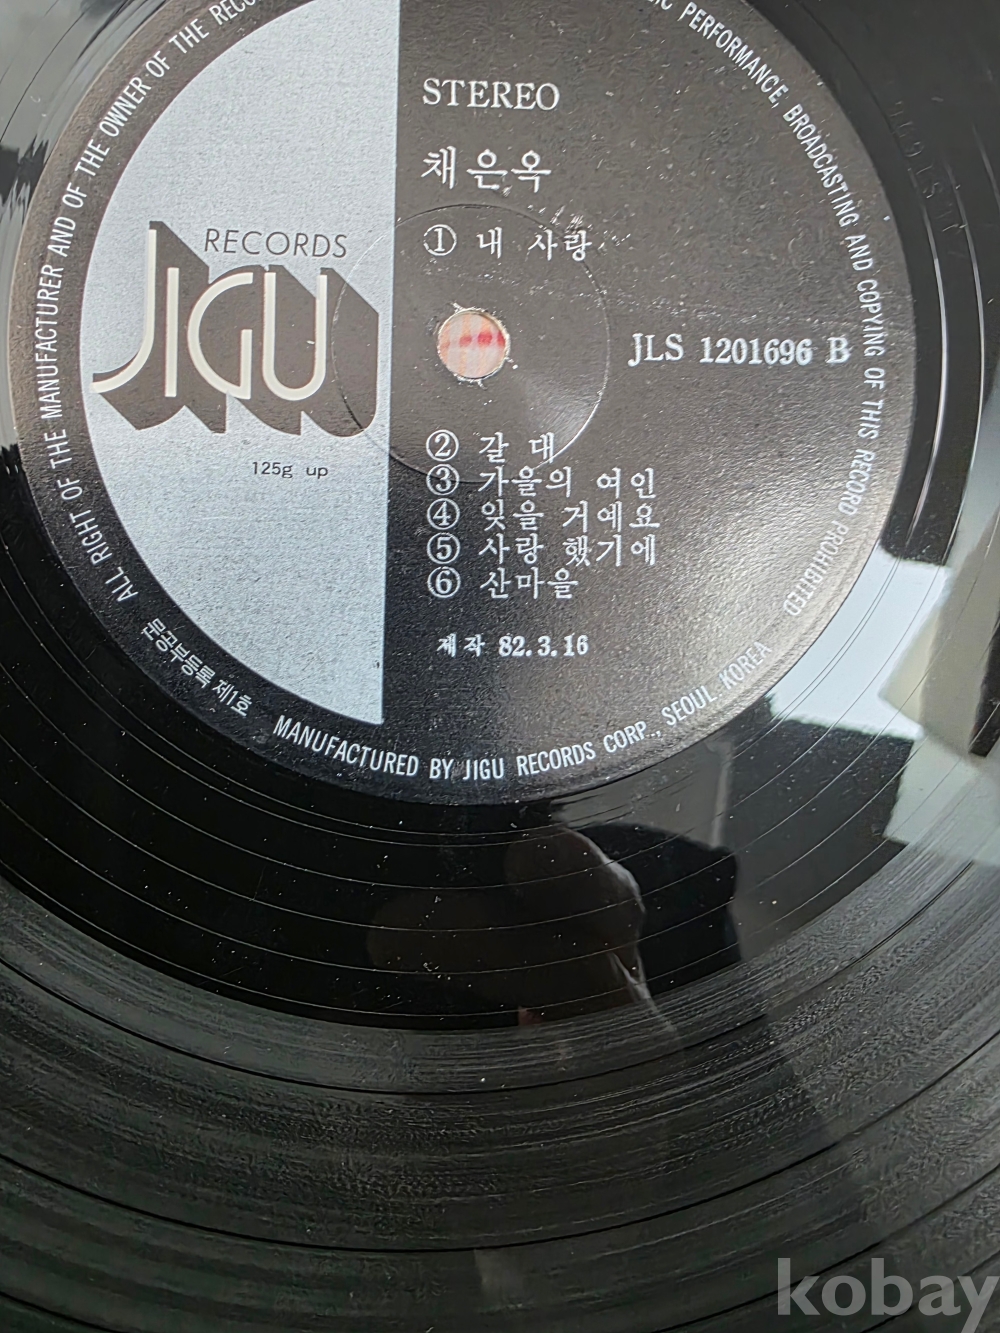 STEREO
채은옥
① 내 사랑
RECORDS
JIGU
125g up
JLS 1201696 B
② 갈대
③ 가을의 여인
④ 잊을 거예요
⑤ 사랑 했기에
⑥ 산마을
제작 82.3.16
ALL RIGHT OF THE MANUFACTURER AND OF THE OWNER OF THE
PERFORMANCE, BROADCASTING AND COPYING OF THIS RECORD PROHIBITED
문공부등록 제1호
MANUFACTURED BY JIGU RECORDS CORP., SEOUL, KOREA
kobay